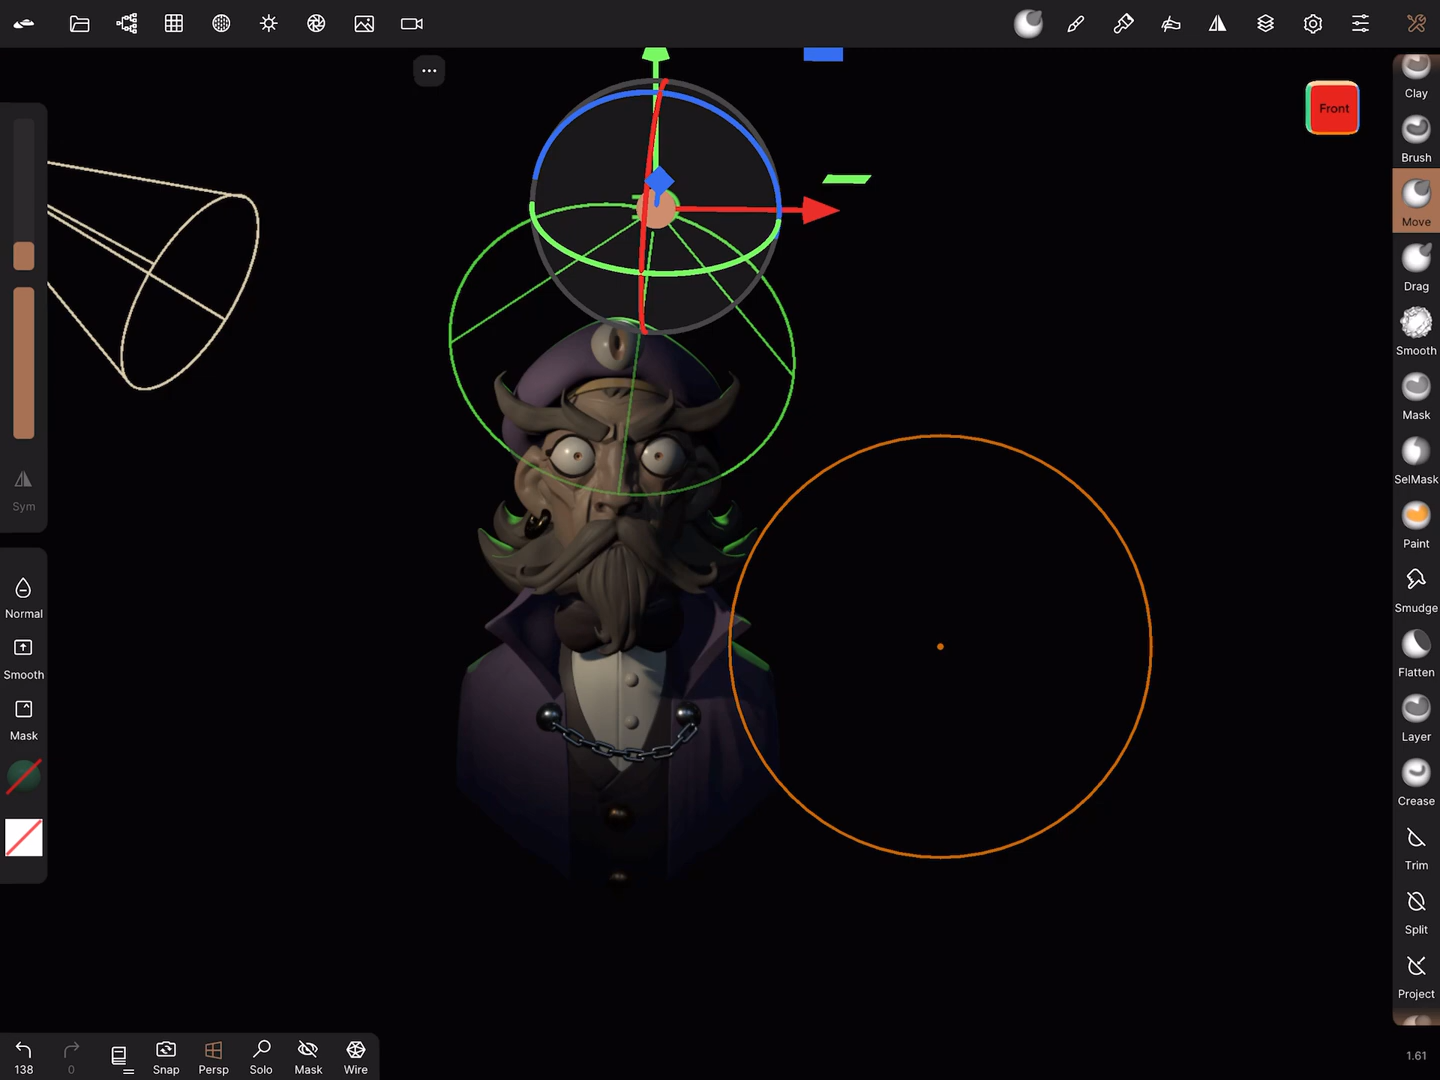 Front
Clay
Brush
Move
Drag
Smooth
Mask
SelMask
Paint
Smudge
Flatten
Layer
Crease
Trim
Split
Project
Sym
Normal
Smooth
Mask
138
0
Snap
Persp
Solo
Mask
Wire
1.61